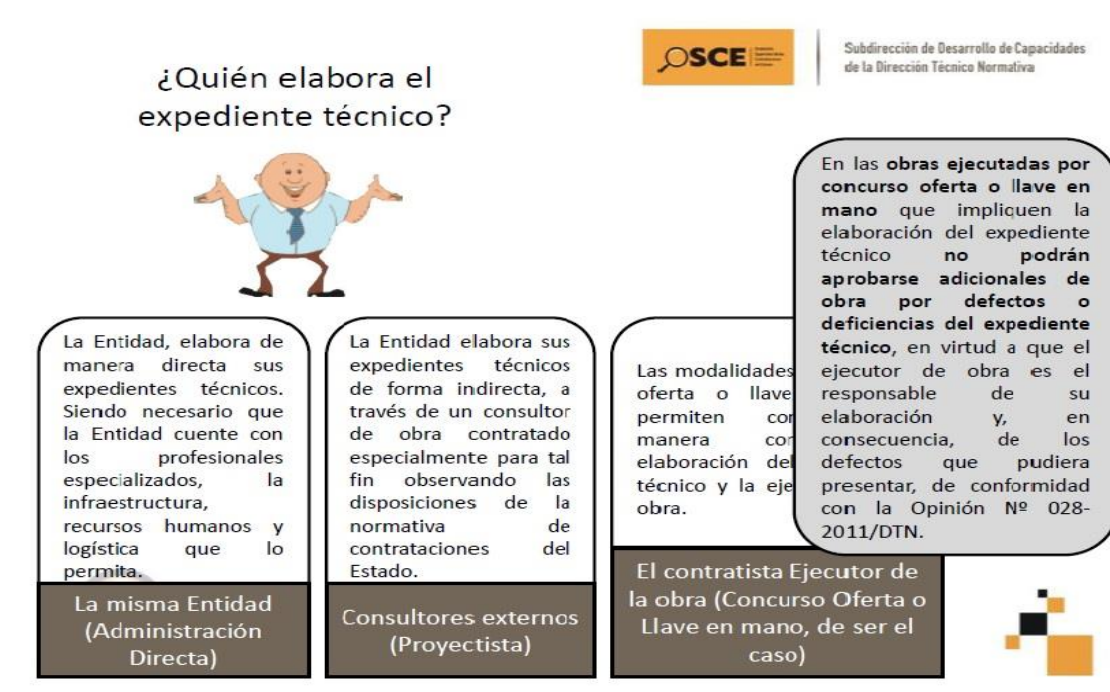 ¿Quién elabora el
expediente técnico?
OSCE
Subdirección de Desarrollo de Capacidades
de la Dirección Técnico Normativa
La Entidad, elabora de
manera directa sus
expedientes técnicos.
Siendo necesario que
la Entidad cuente con
los profesionales
especializados, la
infraestructura,
recursos humanos y
logística que lo
permita.
La misma Entidad
(Administración
Directa)
La Entidad elabora sus
expedientes técnicos
de forma indirecta, a
través de un consultor
de obra contratado
especialmente para tal
fin observando las
disposiciones de la
normativa de
contrataciones del
Estado.
Consultores externos
(Proyectista)
Las modalidades
oferta o llave
permiten
manera
elaboración del
técnico y la
obra.
El contratista Ejecutor de
la obra (Concurso Oferta o
Llave en mano, de ser el
caso)
En las obras ejecutadas por
concurso oferta o llave en
mano que impliquen la
elaboración del expediente
técnico no podrán
aprobarse adicionales de
obra por defectos o
deficiencias del expediente
técnico, en virtud a que el
ejecutor de obra es el
responsable de su
elaboración y, en
consecuencia, de los
defectos que pudiera
presentar, de conformidad
con la Opinión Nº 028-
2011/DTN.